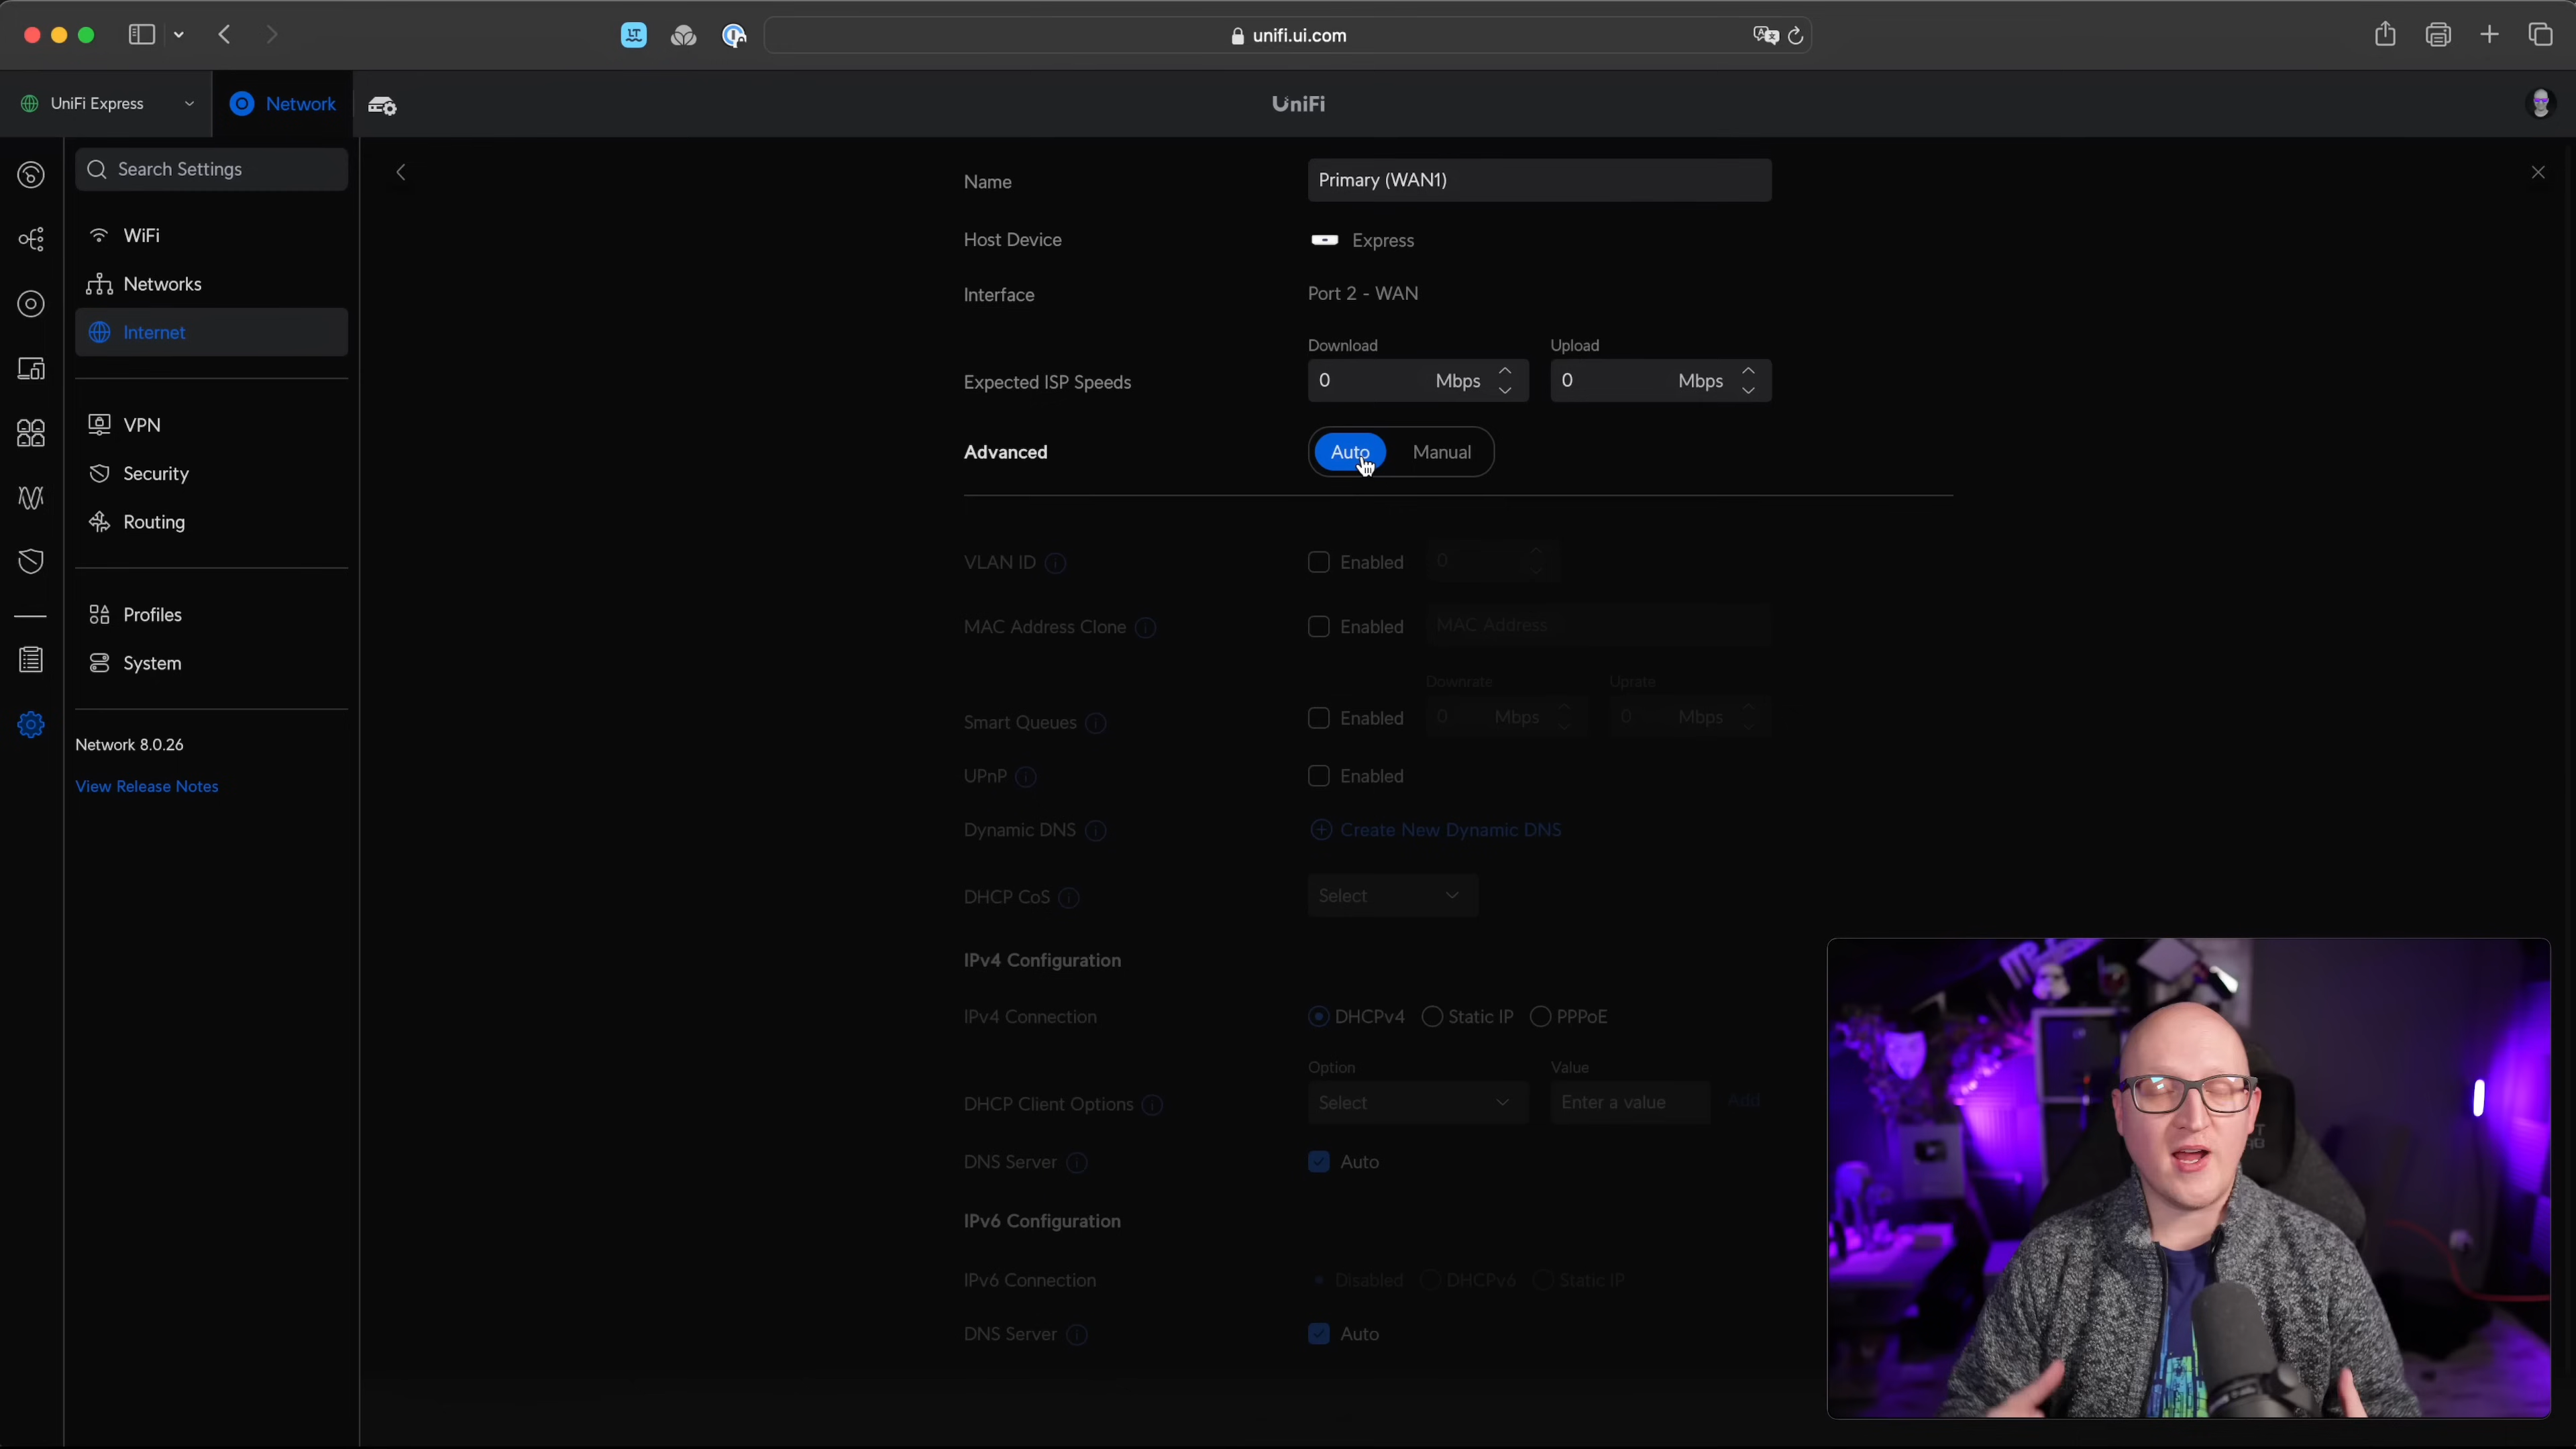 unifi.ui.com
UniFi Express
Network
UniFi
Search Settings
WiFi
Networks
Internet
VPN
Security
Routing
Profiles
System
Network 8.0.26
View Release Notes
Name
Primary (WAN1)
Host Device
Express
Interface
Port 2 - WAN
Download
Upload
Expected ISP Speeds
0 Mbps
0 Mbps
Advanced
Auto
Manual
VLAN ID
Enabled
0
MAC Address Clone
Enabled
MAC Address
Downrate
Uprate
Smart Queues
Enabled
0 Mbps
0 Mbps
UPnP
Enabled
Dynamic DNS
Create New Dynamic DNS
DHCP CoS
Select
IPv4 Configuration
IPv4 Connection
DHCPv4
Static IP
PPPoE
Option
Value
DHCP Client Options
Select
Enter a value
Add
DNS Server
Auto
IPv6 Configuration
IPv6 Connection
Disabled
DHCPv6
Static IP
DNS Server
Auto